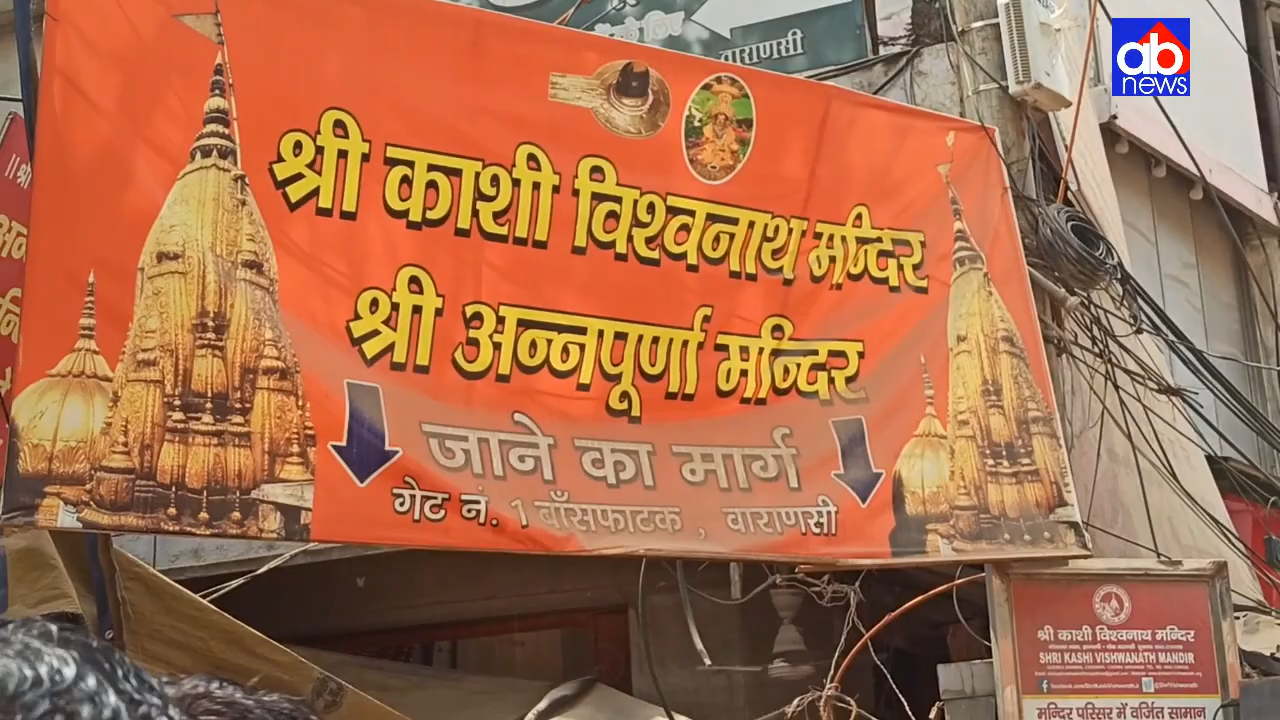 वाराणसी
ab
news
॥श्री
श्री काशी विश्वनाथ मन्दिर
श्री अन्नपूर्णा मन्दिर
जाने का मार्ग
गेट नं. 1 बाँसफाटक , वाराणसी
श्री काशी विश्वनाथ मन्दिर
SHRI KASHI VISHWANATH MANDIR
मन्दिर परिसर में वर्जित सामान